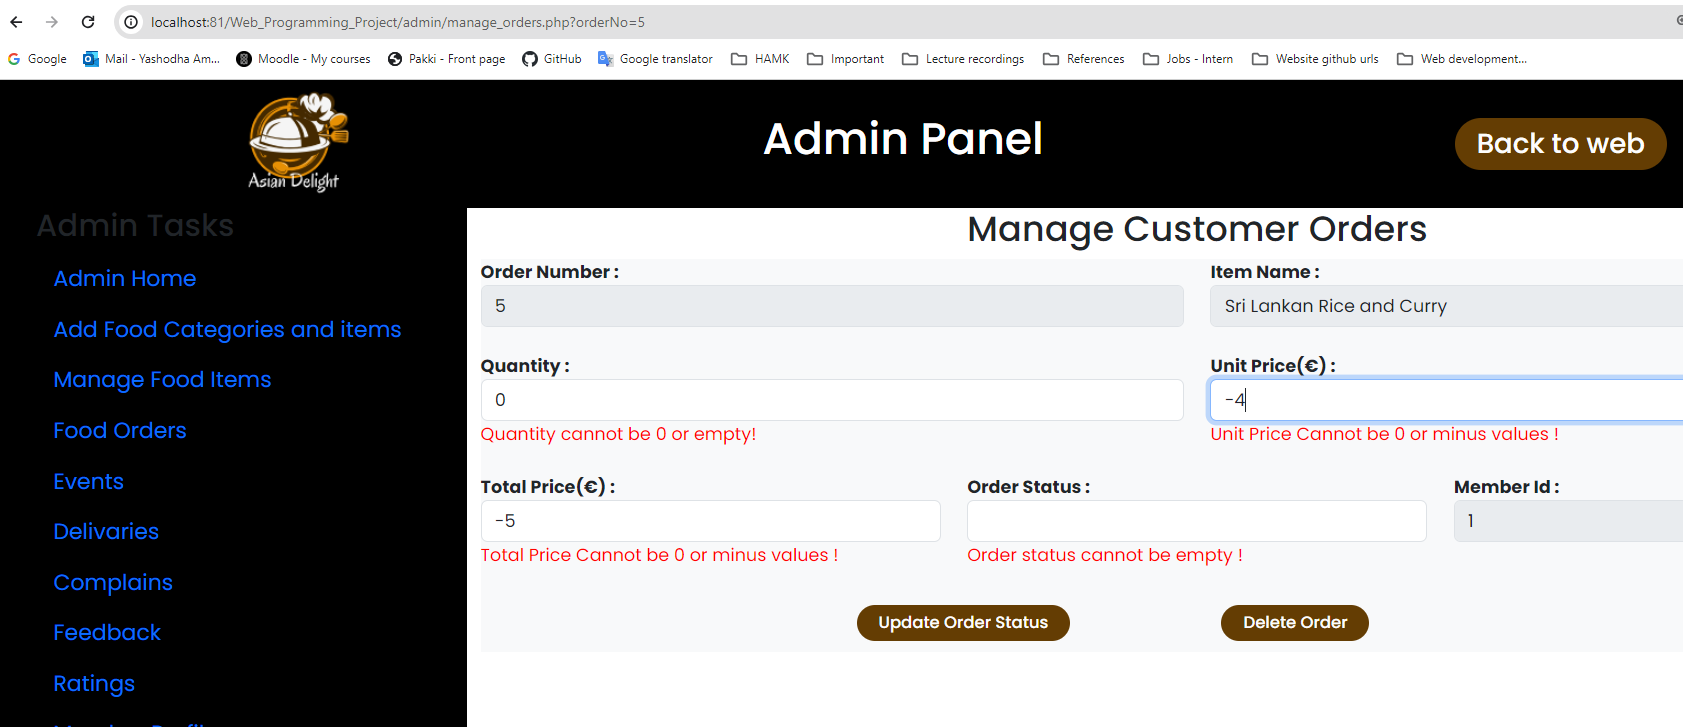 localhost:81/Web_Programming_Project/admin/manage_orders.php?orderNo=5
Google Mail - Yashodha Am... Moodle - My courses Pakki - Front page GitHub Google translator HAMK Important Lecture recordings References Jobs - Intern Website github urls Web development...
Asian Delight
Admin Panel
Back to web
Admin Tasks
Admin Home
Add Food Categories and items
Manage Food Items
Food Orders
Events
Delivaries
Complains
Feedback
Ratings
Manage Customer Orders
Order Number :
5
Item Name :
Sri Lankan Rice and Curry
Quantity :
0
Quantity cannot be 0 or empty!
Unit Price(€) :
-4
Unit Price Cannot be 0 or minus values !
Total Price(€) :
-5
Total Price Cannot be 0 or minus values !
Order Status :
Order status cannot be empty !
Member Id :
1
Update Order Status
Delete Order